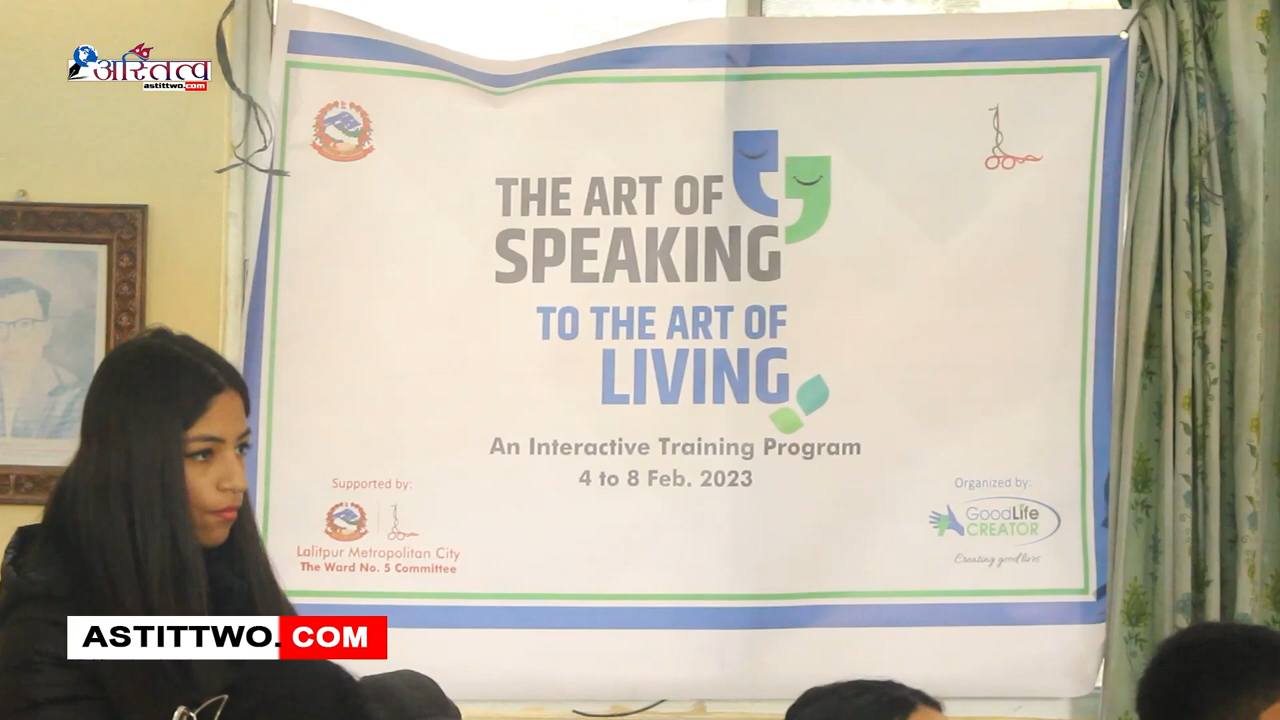 अस्तित्व
astittwo.com
THE ART OF
SPEAKING
TO THE ART OF
LIVING
An Interactive Training Program
4 to 8 Feb. 2023
Supported by:
Lalitpur Metropolitan City
The Ward No. 5 Committee
Organized by:
GoodLife
CREATOR
Creating good lives
ASTITTWO.COM